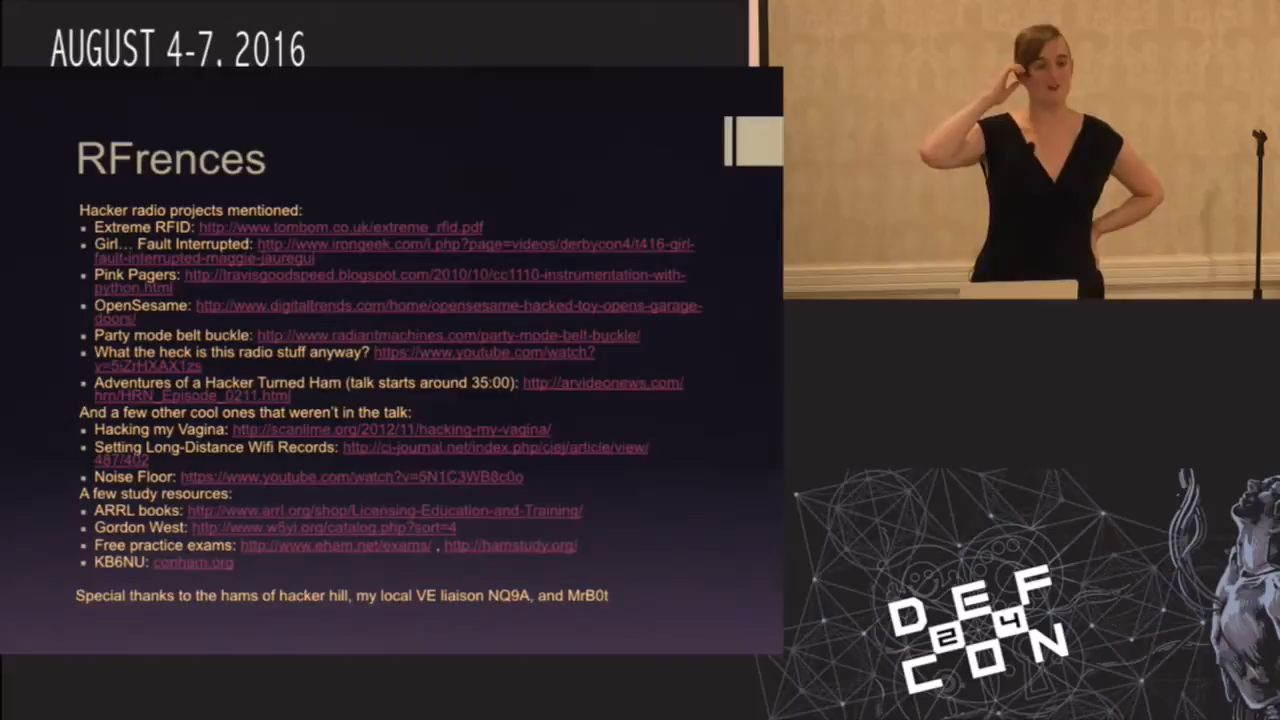 AUGUST 4-7, 2016
RFrences
Hacker radio projects mentioned:
Extreme RFID: http://www.tombom.co.uk/extreme_rfid.pdf
Girl... Fault Interrupted: http://www.irongeek.com/i.php?page=videos/derbycon4/t416-girl-
fault-interrupted-maggie-jauregui
Pink Pagers: http://travisgoodspeed.blogspot.com/2010/10/cc1110-instrumentation-with-
python.html
OpenSesame: http://www.digitaltrends.com/home/opensesame-hacked-toy-opens-garage-
doors/
Party mode belt buckle: http://www.radiantmachines.com/party-mode-belt-buckle/
What the heck is this radio stuff anyway? https://www.youtube.com/watch?
v=5iZrHXAX1zs
Adventures of a Hacker Turned Ham (talk starts around 35:00): http://arvideonews.com/
hrn/HRN_Episode_0211.html
And a few other cool ones that weren't in the talk:
Hacking my Vagina: http://scanlime.org/2012/11/hacking-my-vagina/
Setting Long-Distance Wifi Records: http://ci-journal.net/index.php/ciej/article/view/
487/402
Noise Floor: https://www.youtube.com/watch?v=5N1C3WB8c0o
A few study resources:
ARRL books: http://www.arrl.org/shop/Licensing-Education-and-Training/
Gordon West: http://www.w5yi.org/catalog.php?sort=4
Free practice exams: http://www.eham.net/exams/ , http://hamstudy.org/
KB6NU: conham.org
Special thanks to the hams of hacker hill, my local VE liaison NQ9A, and MrB0t
DEF
24
CON